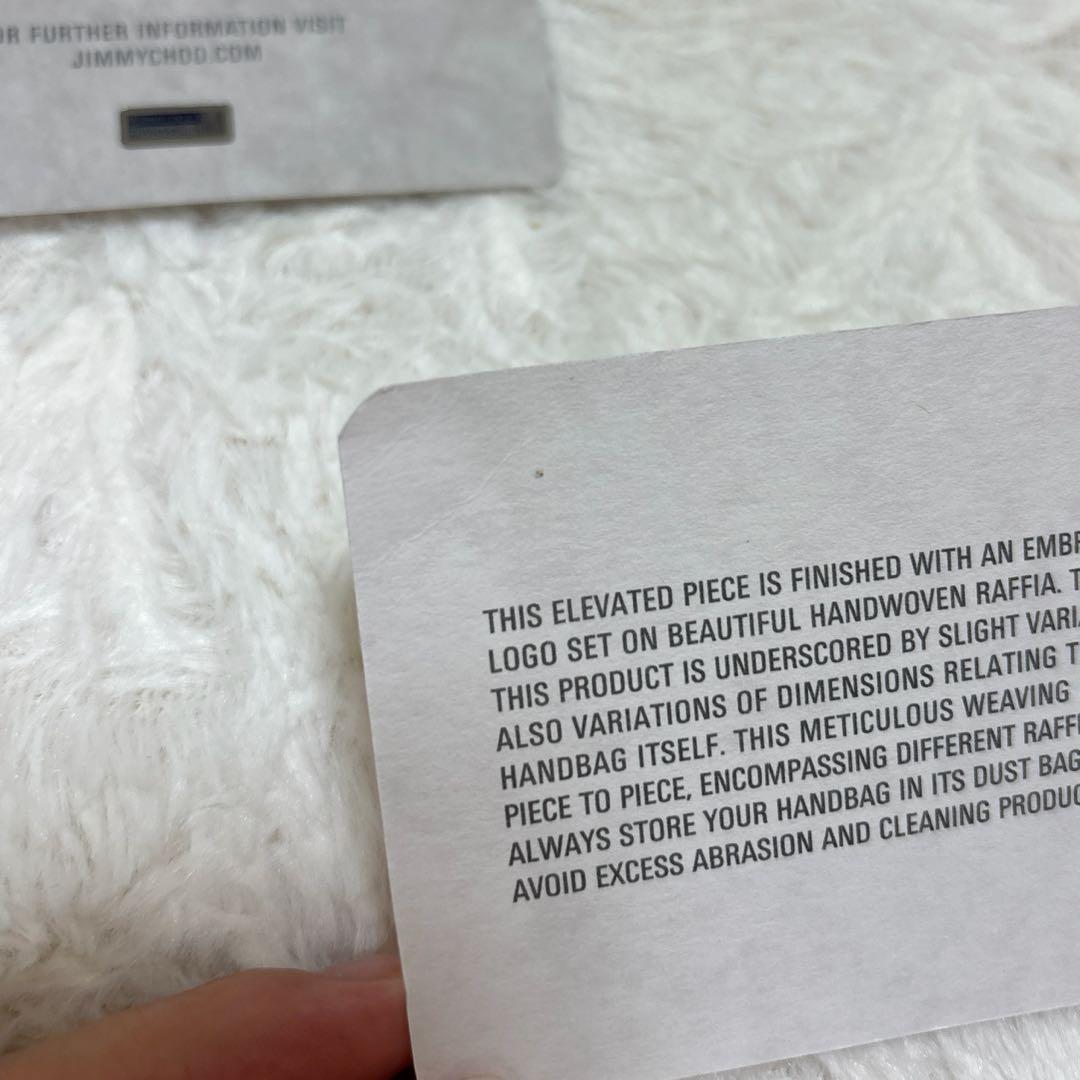 FURTHER INFORMATION VISIT
JIMMYCHOO.COM
THIS ELEVATED PIECE IS FINISHED WITH AN EMBR
LOGO SET ON BEAUTIFUL HANDWOVEN RAFFIA. T
THIS PRODUCT IS UNDERSCORED BY SLIGHT VARIA
ALSO VARIATIONS OF DIMENSIONS RELATING T
HANDBAG ITSELF. THIS METICULOUS WEAVING
PIECE TO PIECE, ENCOMPASSING DIFFERENT RAFFI
ALWAYS STORE YOUR HANDBAG IN ITS DUST BAG
AVOID EXCESS ABRASION AND CLEANING PRODUC